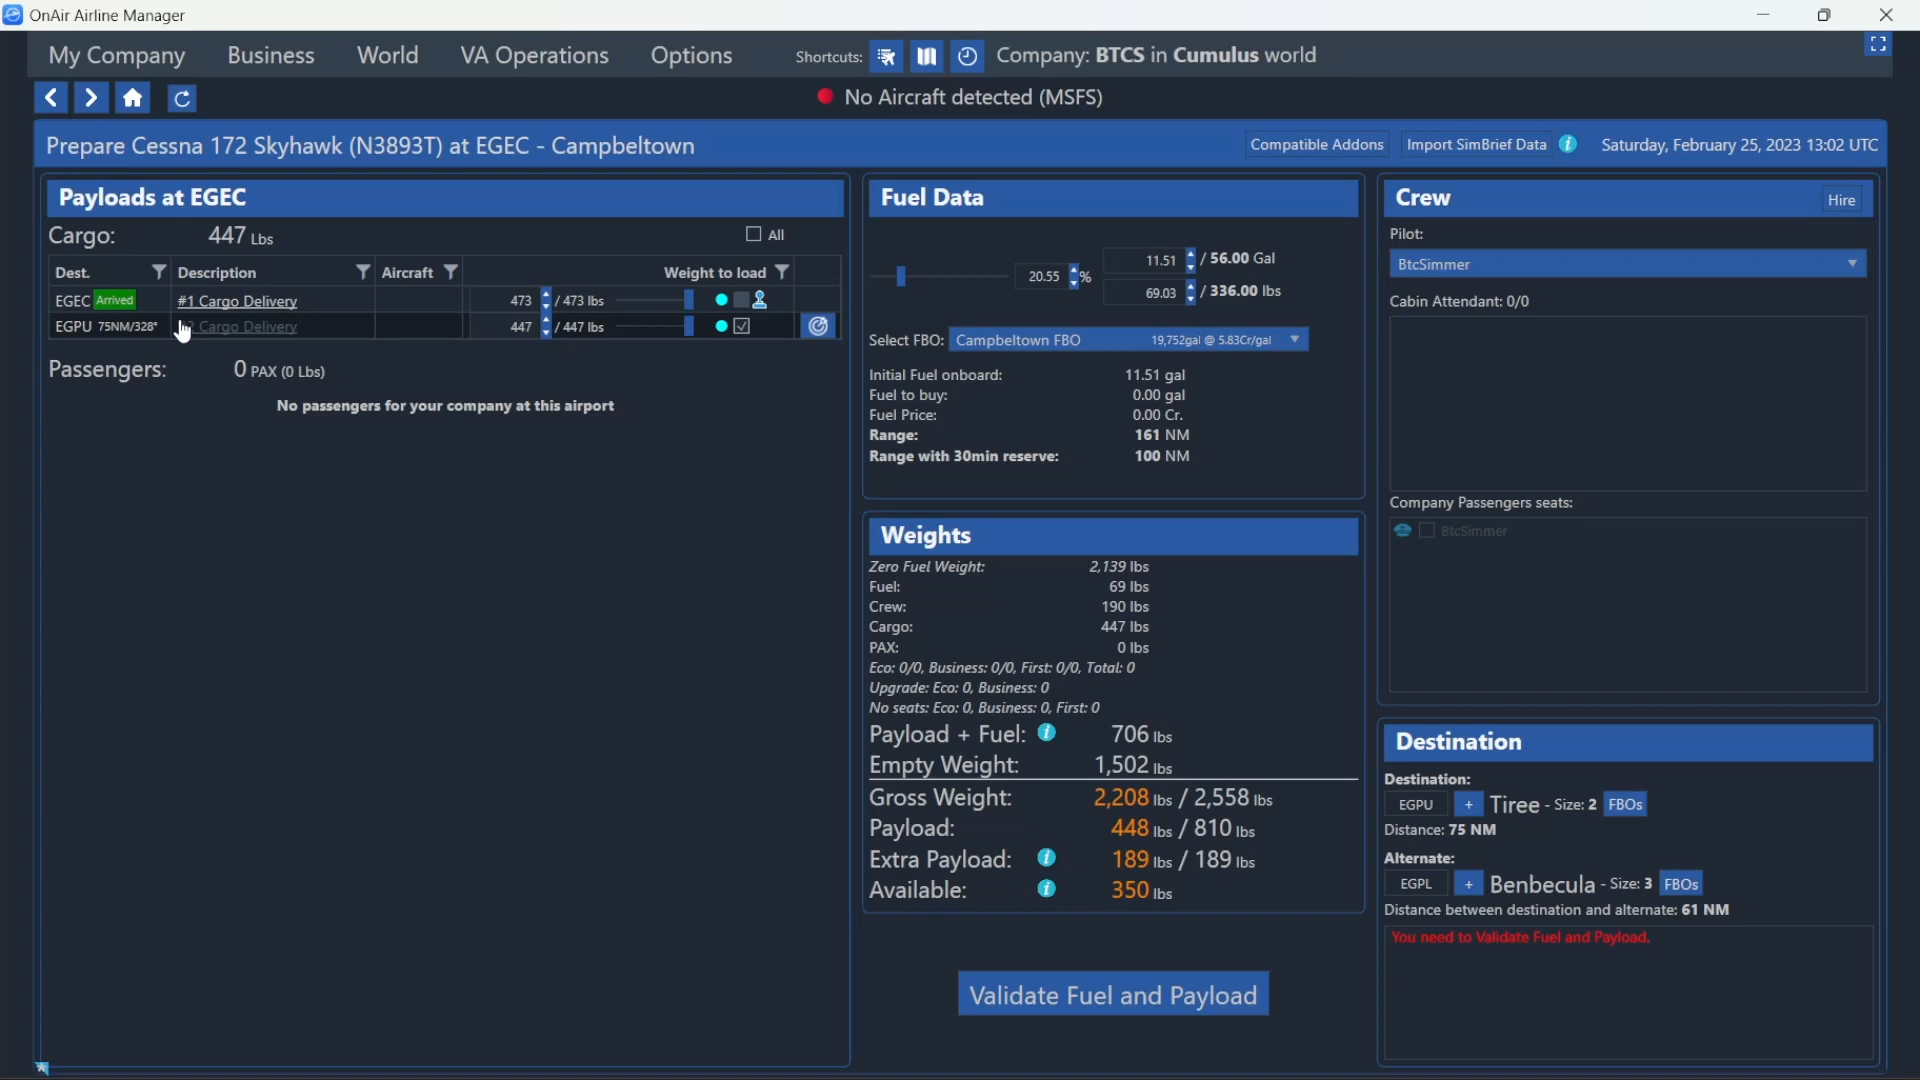 OnAir Airline Manager
My Company Business World VA Operations Options Shortcuts: Company: BTCS in Cumulus world
No Aircraft detected (MSFS)
Prepare Cessna 172 Skyhawk (N3893T) at EGEC - Campbeltown
Compatible Addons Import SimBrief Data Saturday, February 25, 2023 13:02 UTC
Payloads at EGEC
Cargo: 447 Lbs All
Dest. Description Aircraft Weight to load
EGEC Arrived #1 Cargo Delivery 473 / 473 lbs
EGPU 75NM/328° Cargo Delivery 447 / 447 lbs
Passengers: 0 PAX (0 Lbs)
No passengers for your company at this airport
Fuel Data
11.51 / 56.00 Gal
20.55 %
69.03 / 336.00 lbs
Select FBO: Campbeltown FBO 19,752gal @ 5.83Cr/gal
Initial Fuel onboard: 11.51 gal
Fuel to buy: 0.00 gal
Fuel Price: 0.00 Cr.
Range: 161 NM
Range with 30min reserve: 100 NM
Weights
Zero Fuel Weight: 2,139 lbs
Fuel: 69 lbs
Crew: 190 lbs
Cargo: 447 lbs
PAX: 0 lbs
Eco: 0/0, Business: 0/0, First: 0/0, Total: 0
Upgrade: Eco: 0, Business: 0
No seats: Eco: 0, Business: 0, First: 0
Payload + Fuel: 706 lbs
Empty Weight: 1,502 lbs
Gross Weight: 2,208 lbs / 2,558 lbs
Payload: 448 lbs / 810 lbs
Extra Payload: 189 lbs / 189 lbs
Available: 350 lbs
Validate Fuel and Payload
Crew Hire
Pilot:
BtcSimmer
Cabin Attendant: 0/0
Company Passengers seats:
BtcSimmer
Destination
Destination:
EGPU + Tiree - Size: 2 FBOs
Distance: 75 NM
Alternate:
EGPL + Benbecula - Size: 3 FBOs
Distance between destination and alternate: 61 NM
You need to Validate Fuel and Payload.